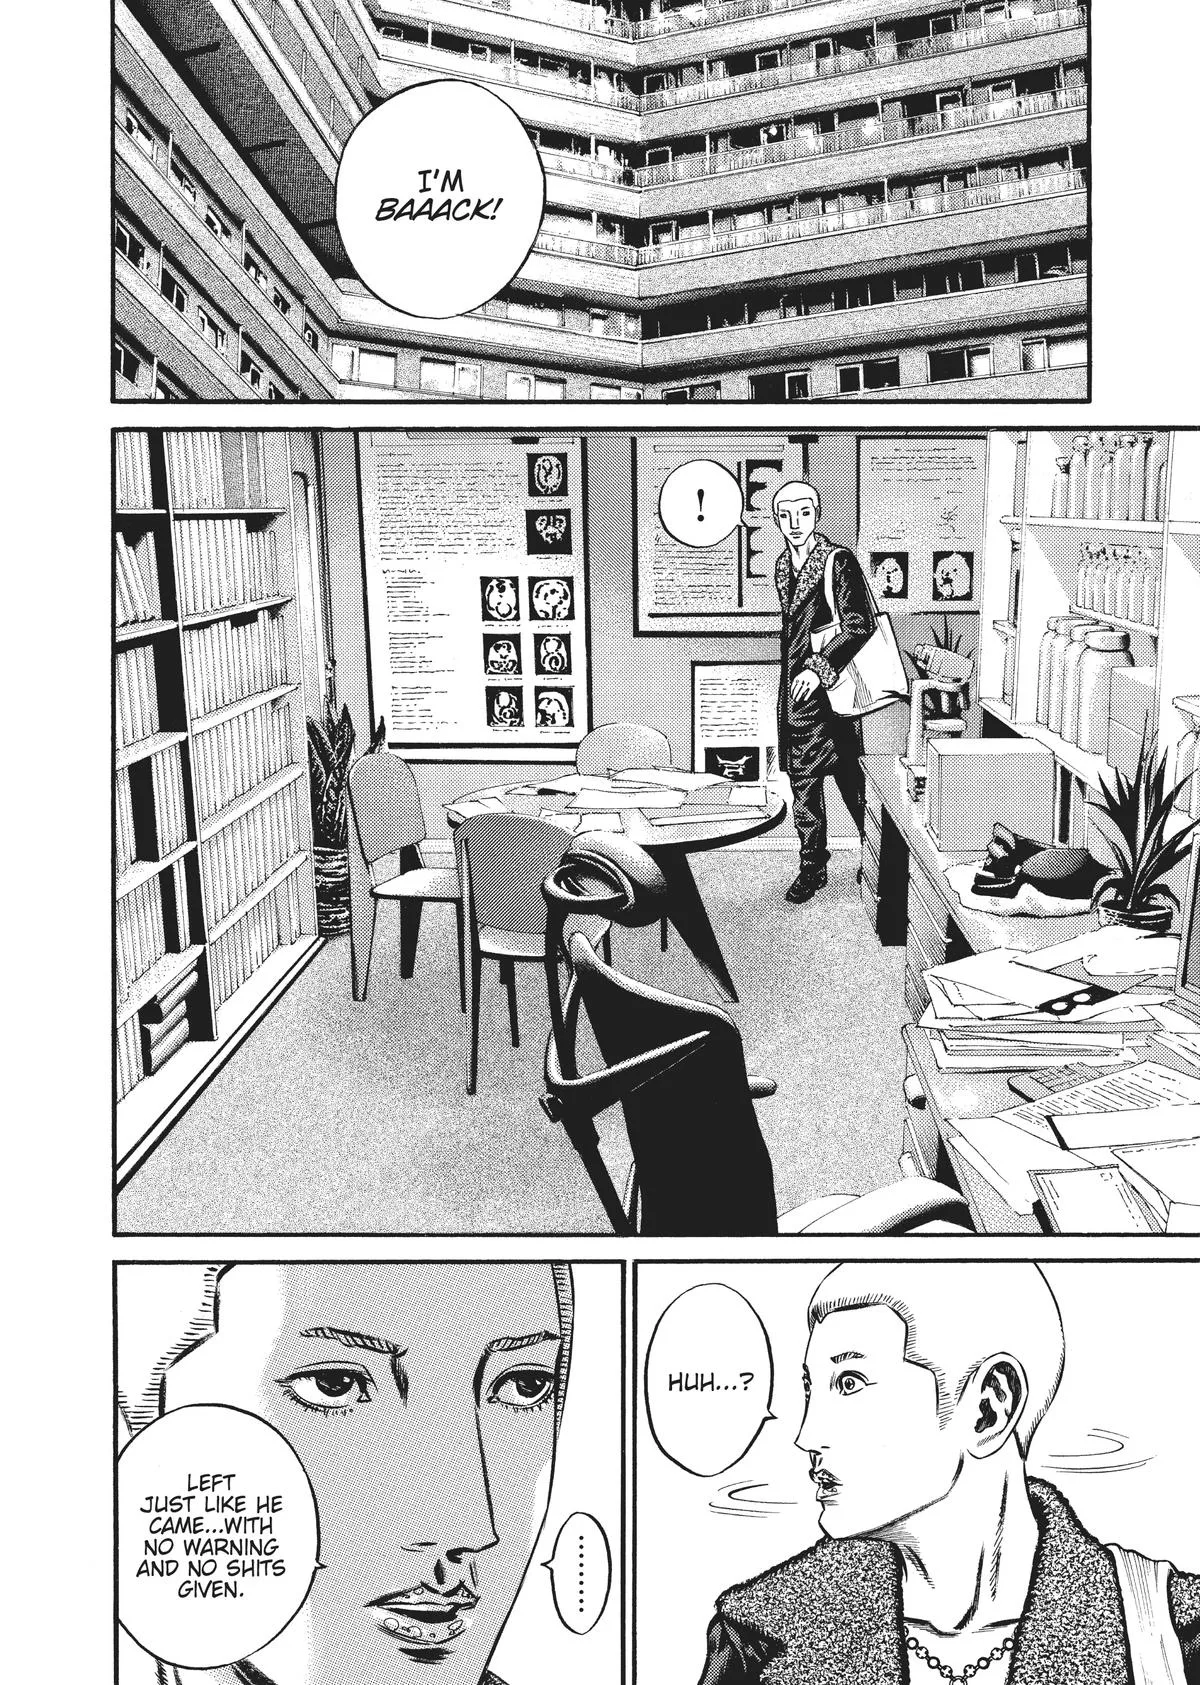 I'M
BAAACK!
!
HUH...?
.........
LEFT
JUST LIKE HE
CAME...WITH
NO WARNING
AND NO SHITS
GIVEN.